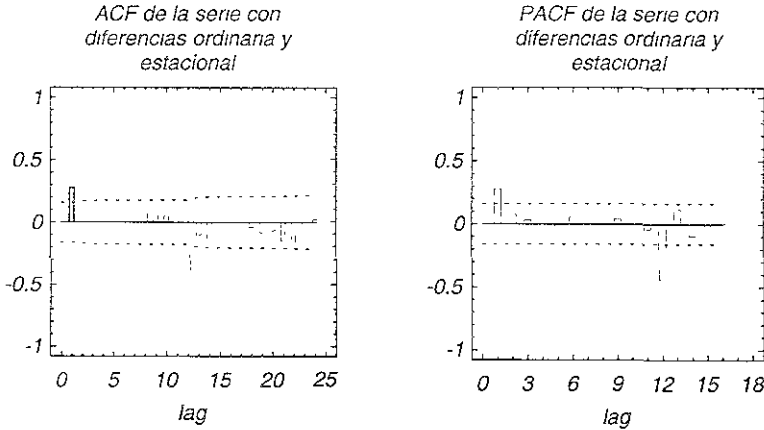 ACF de la serie con
diferencias ordinaria y
estacional
1
0.5
0
-0.5
-1
0 5 10 15 20 25
lag
PACF de la serie con
diferencias ordinaria y
estacional
1
0.5
0
-0.5
-1
0 3 6 9 12 15 18
lag